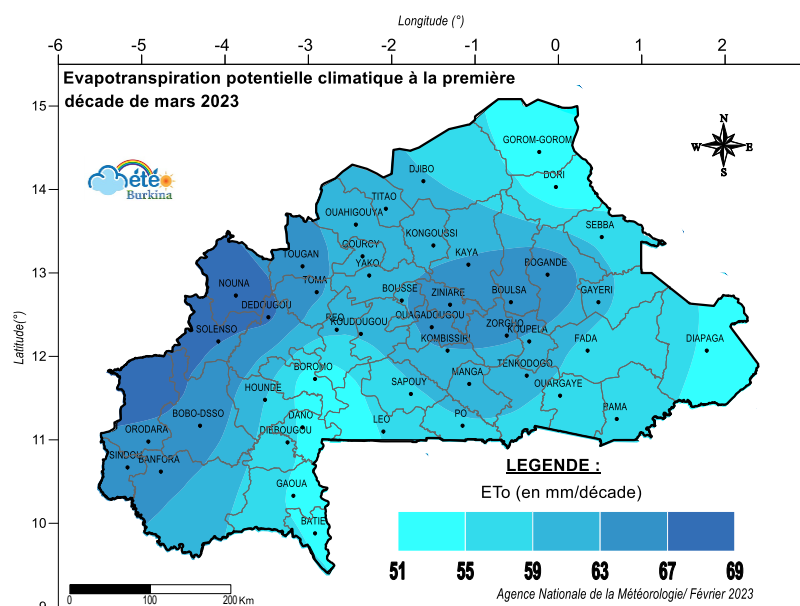 Longitude (°)
-6 -5 -4 -3 -2 -1 0 1 2
Evapotranspiration potentielle climatique à la première
décade de mars 2023
15
N
W E
S
GOROM-GOROM
Météo
Burkina
DJIBO
DORI
14
TITAO
OUAHIGOUYA
SEBBA
KONGOUSSI
COURCY
TOUGAN
KAYA
YAKO
BOGANDE
13
NOUNA
TOMA
BOUSSE
ZINIARE
BOULSA
GAYERI
DEDOUGOU
OUAGADOUGOU
REO
KOUDOUGOU
ZORGHO
SOLENSO
KOUPELA
KOMBISSIRI
FADA
DIAPAGA
Latitude(°)
12
BOROMO
TENKODOGO
MANGA
SAPOUY
OUARGAYE
HOUNDE
BOBO-DSSO
DANO
LEO
PO
PAMA
ORODARA
DIEBOUGOU
11
SINDOU
BANFORA
LEGENDE :
GAOUA
ETo (en mm/décade)
10
BATIE
51 55 59 63 67 69
Agence Nationale de la Météorologie/ Février 2023
0 100 200 Km
9